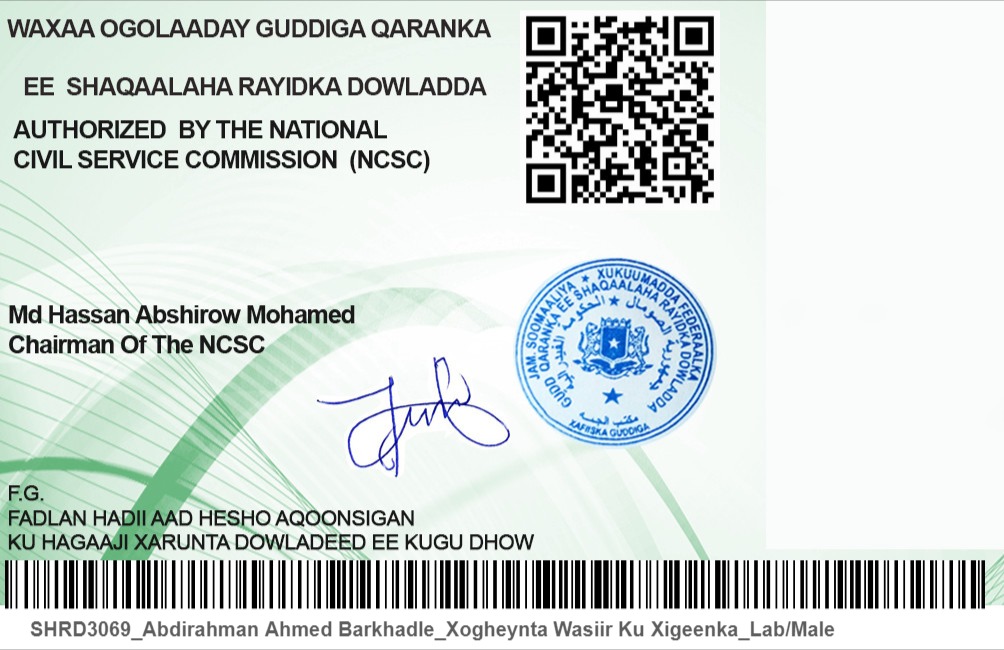 WAXAA OGOLAADAY GUDDIGA QARANKA
EE SHAQAALAHA RAYIDKA DOWLADDA
AUTHORIZED BY THE NATIONAL
CIVIL SERVICE COMMISSION (NCSC)
Md Hassan Abshirow Mohamed
Chairman Of The NCSC
JAM. SOOMAALIYA ★ XUKUUMADDA FEDERAALKA
GUDD QARANKA EE SHAQAALAHA RAYIDKA DOWLADDA
مكتب
XAFIISKA GUDDIGA
F.G.
FADLAN HADII AAD HESHO AQOONSIGAN
KU HAGAAJI XARUNTA DOWLADEED EE KUGU DHOW
SHRD3069_Abdirahman Ahmed Barkhadle_Xogheynta Wasiir Ku Xigeenka_Lab/Male